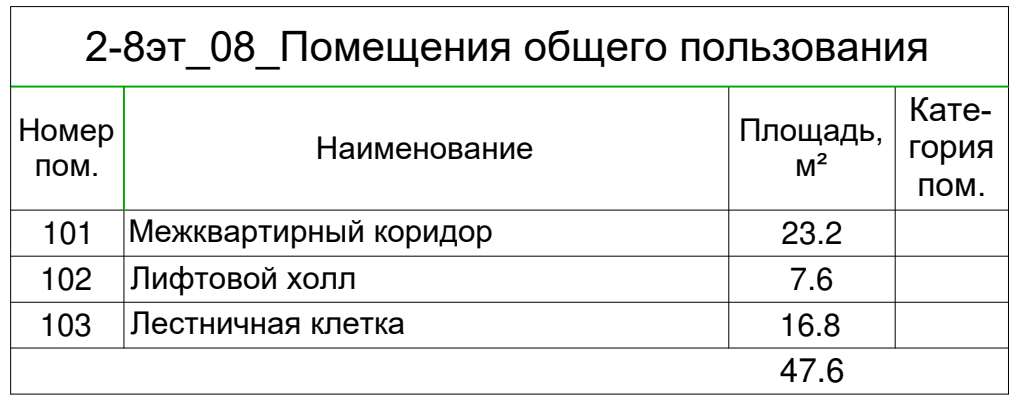 2-8эт_08_Помещения общего пользования
Номер пом. Наименование Площадь, м² Кате-гория пом.
101 Межквартирный коридор 23.2
102 Лифтовой холл 7.6
103 Лестничная клетка 16.8
47.6